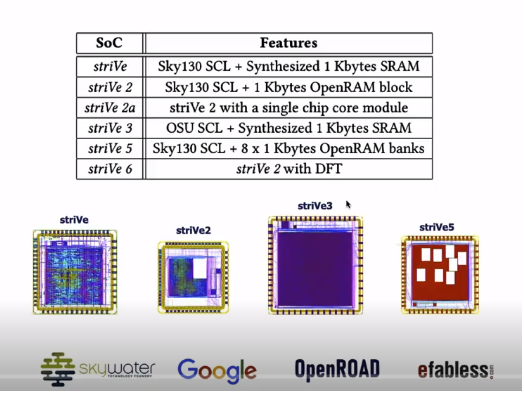 SoC Features
striVe Sky130 SCL + Synthesized 1 Kbytes SRAM
striVe 2 Sky130 SCL + 1 Kbytes OpenRAM block
striVe 2a striVe 2 with a single chip core module
striVe 3 OSU SCL + Synthesized 1 Kbytes SRAM
striVe 5 Sky130 SCL + 8 x 1 Kbytes OpenRAM banks
striVe 6 striVe 2 with DFT
striVe striVe2 striVe3 striVe5
skywater Google OpenROAD efabless.com
TECHNOLOGY FOUNDRY